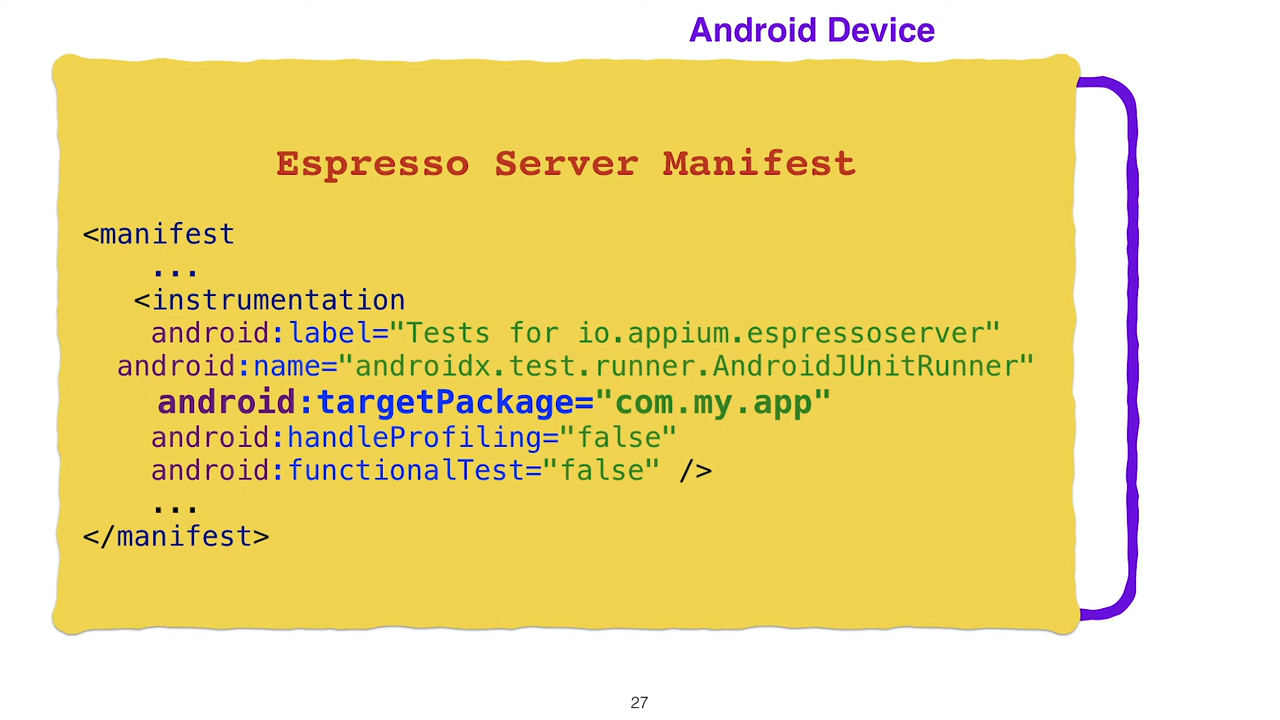 Android Device
Espresso Server Manifest
<manifest
...
<instrumentation
android:label="Tests for io.appium.espressoserver"
android:name="androidx.test.runner.AndroidJUnitRunner"
android:targetPackage="com.my.app"
android:handleProfiling="false"
android:functionalTest="false" />
...
</manifest>
27